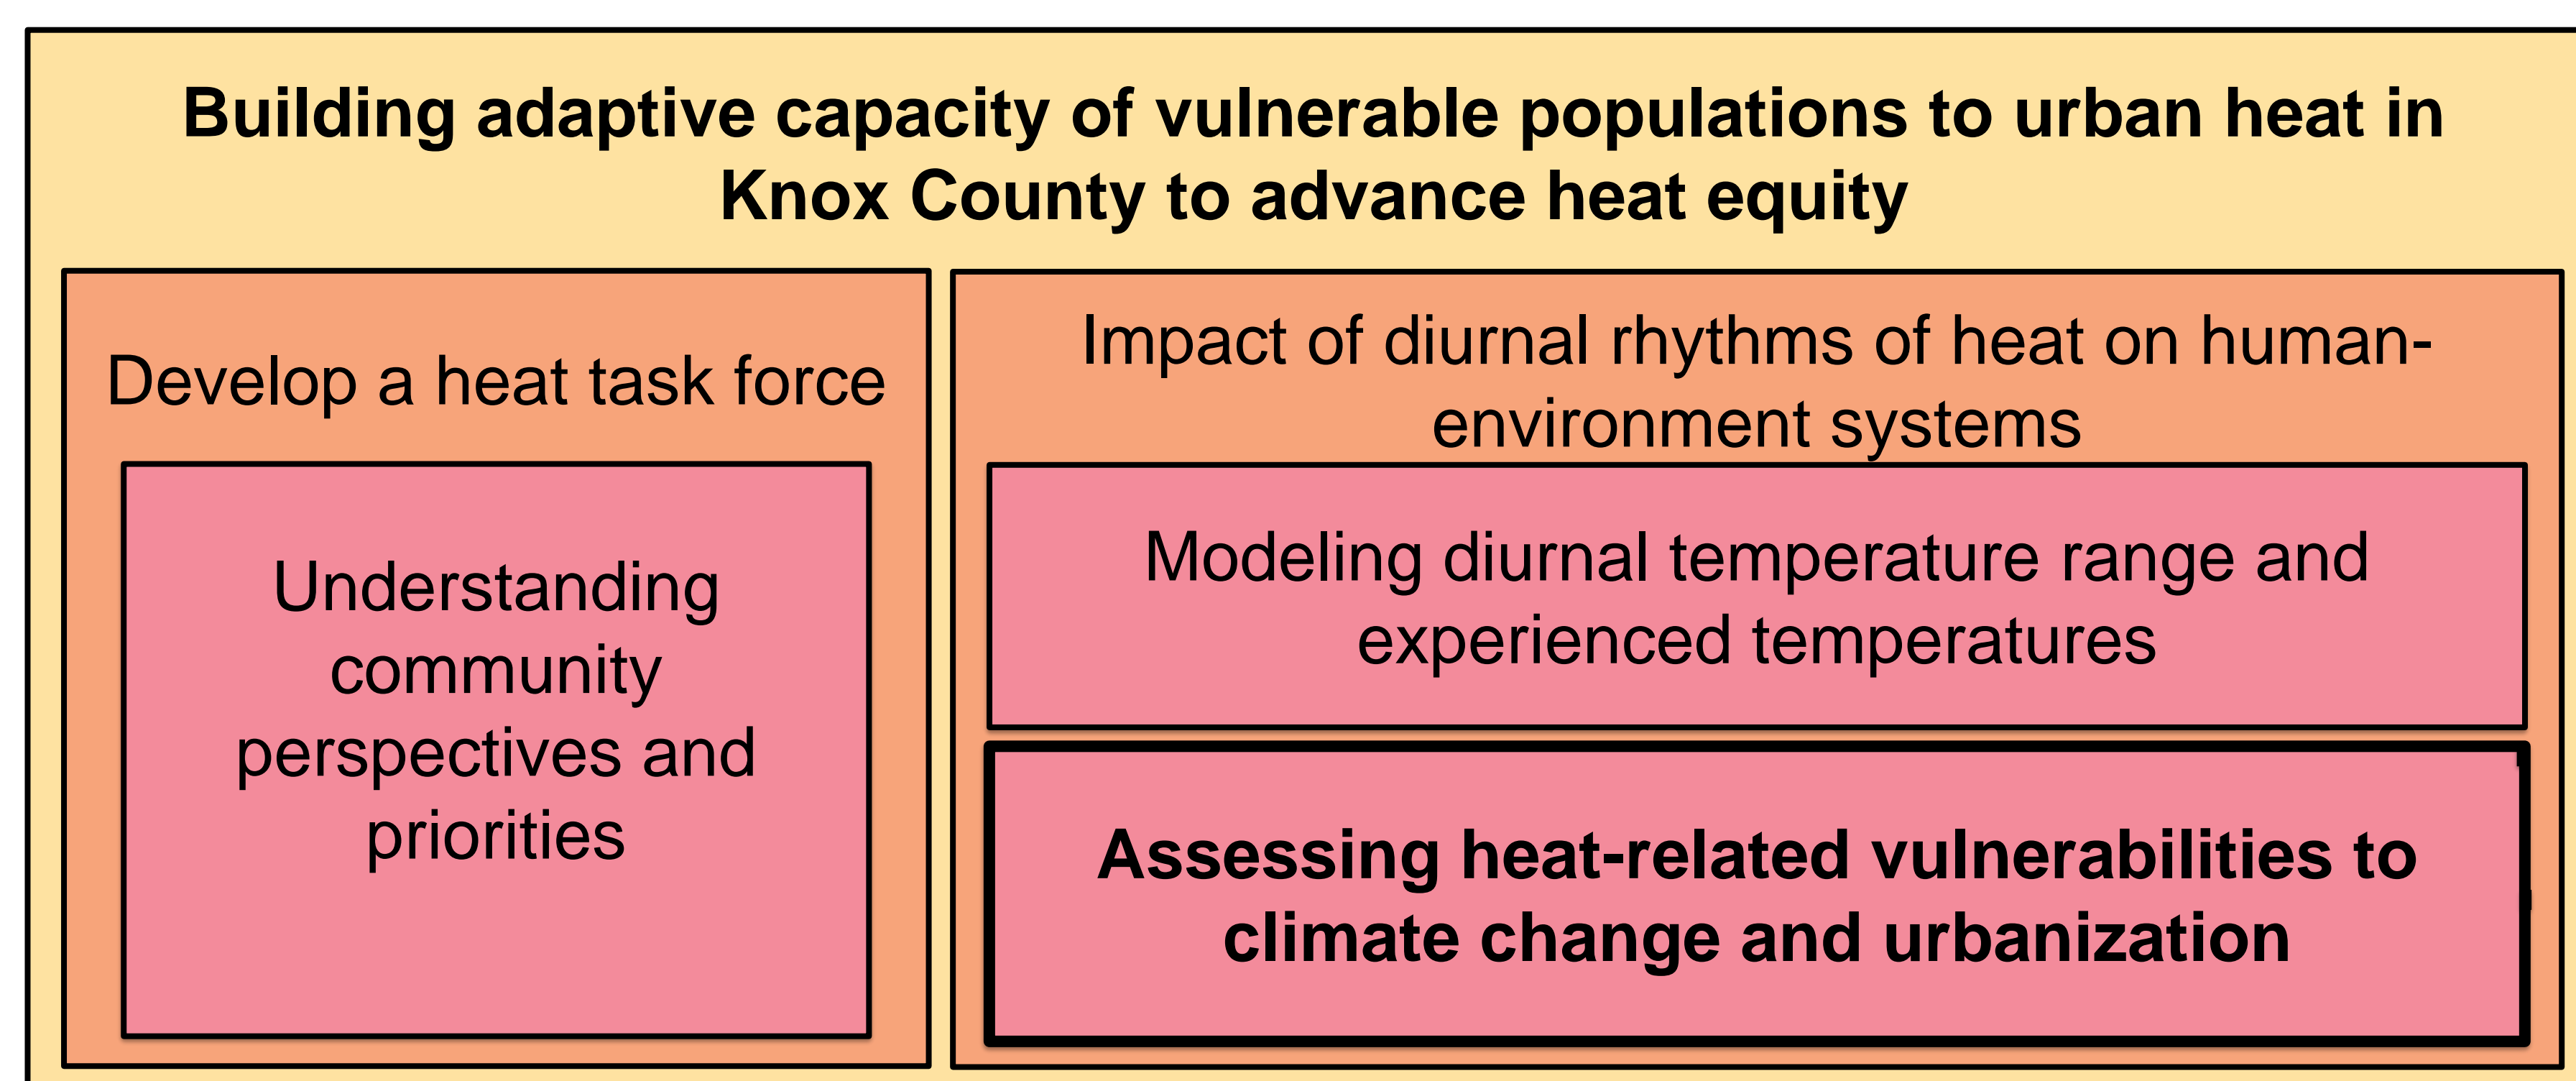 Building adaptive capacity of vulnerable populations to urban heat in
Knox County to advance heat equity
Develop a heat task force
Understanding
community
perspectives and
priorities
Impact of diurnal rhythms of heat on human-
environment systems
Modeling diurnal temperature range and
experienced temperatures
Assessing heat-related vulnerabilities to
climate change and urbanization